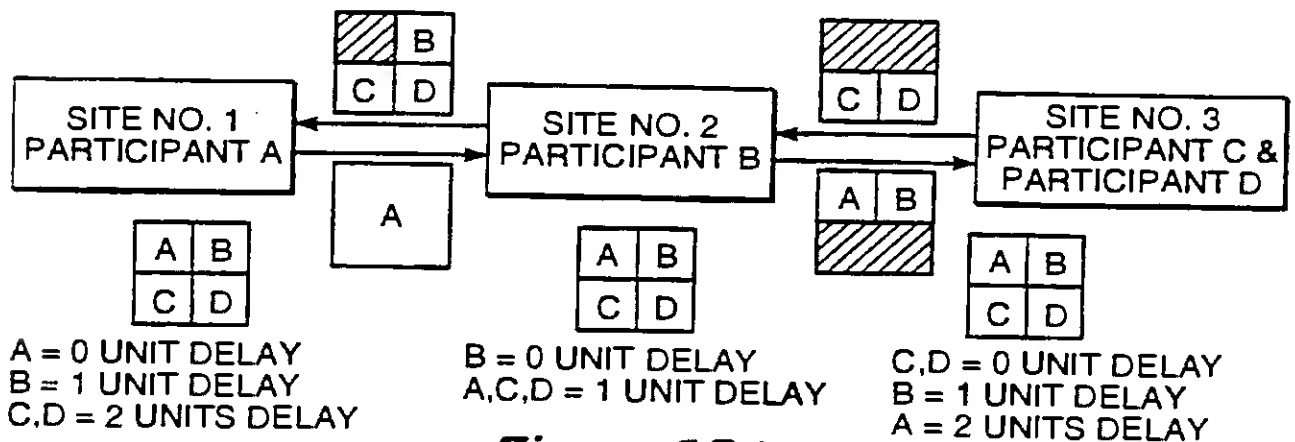 B
C D
C D
SITE NO. 1
PARTICIPANT A
SITE NO. 2
PARTICIPANT B
SITE NO. 3
PARTICIPANT C &
PARTICIPANT D
A
A B
A B
C D
A B
C D
A B
C D
A = 0 UNIT DELAY
B = 1 UNIT DELAY
C,D = 2 UNITS DELAY
B = 0 UNIT DELAY
A,C,D = 1 UNIT DELAY
C,D = 0 UNIT DELAY
B = 1 UNIT DELAY
A = 2 UNITS DELAY